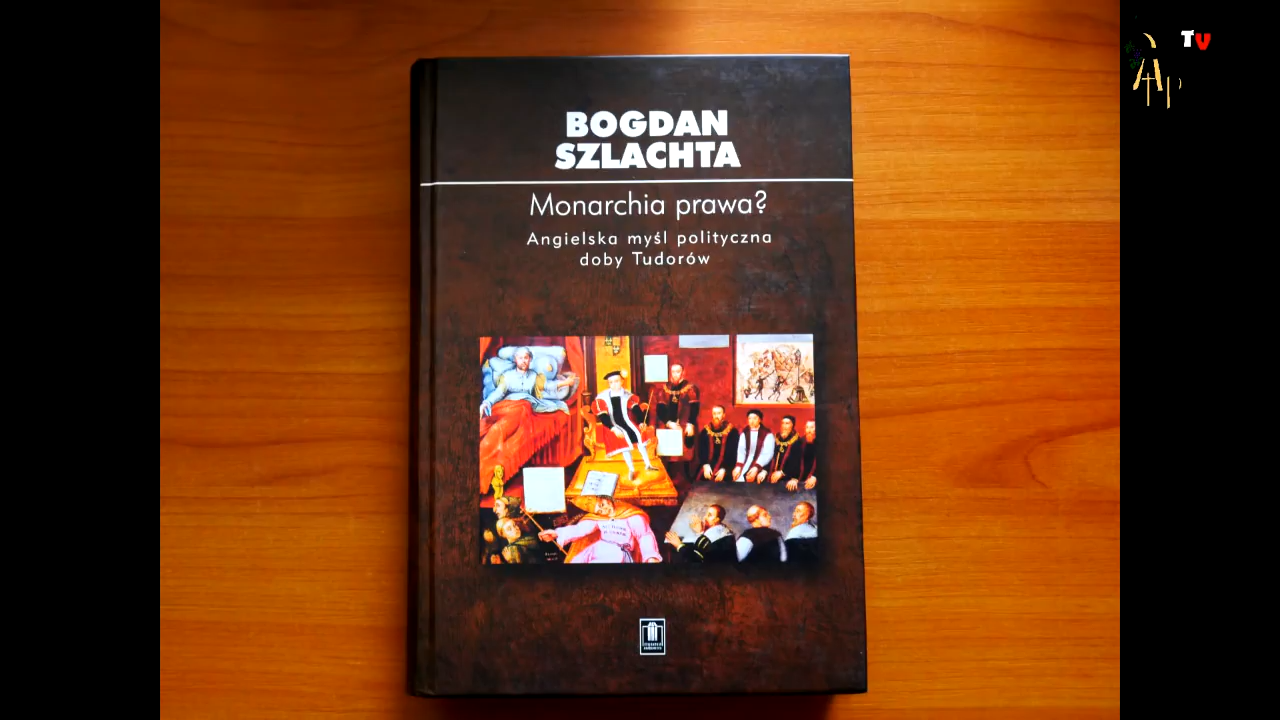 TV
BOGDAN
SZLACHTA
Monarchia prawa?
Angielska myśl polityczna
doby Tudorów